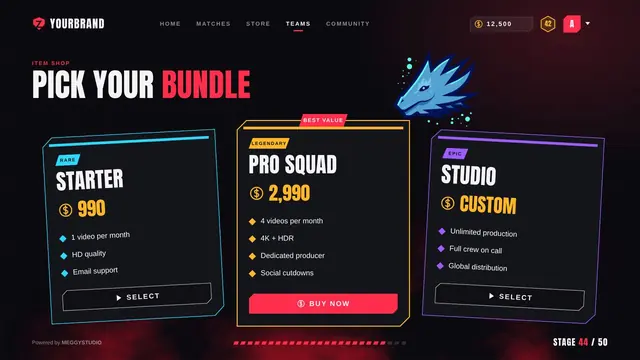 YOURBRAND
HOME MATCHES STORE TEAMS COMMUNITY
12,500
42
A
ITEM SHOP
PICK YOUR BUNDLE
RARE
STARTER
990
1 video per month
HD quality
Email support
SELECT
BEST VALUE
LEGENDARY
PRO SQUAD
2,990
4 videos per month
4K + HDR
Dedicated producer
Social cutdowns
BUY NOW
EPIC
STUDIO
CUSTOM
Unlimited production
Full crew on call
Global distribution
SELECT
Powered by MEGGYSTUDIO
STAGE 44 / 50